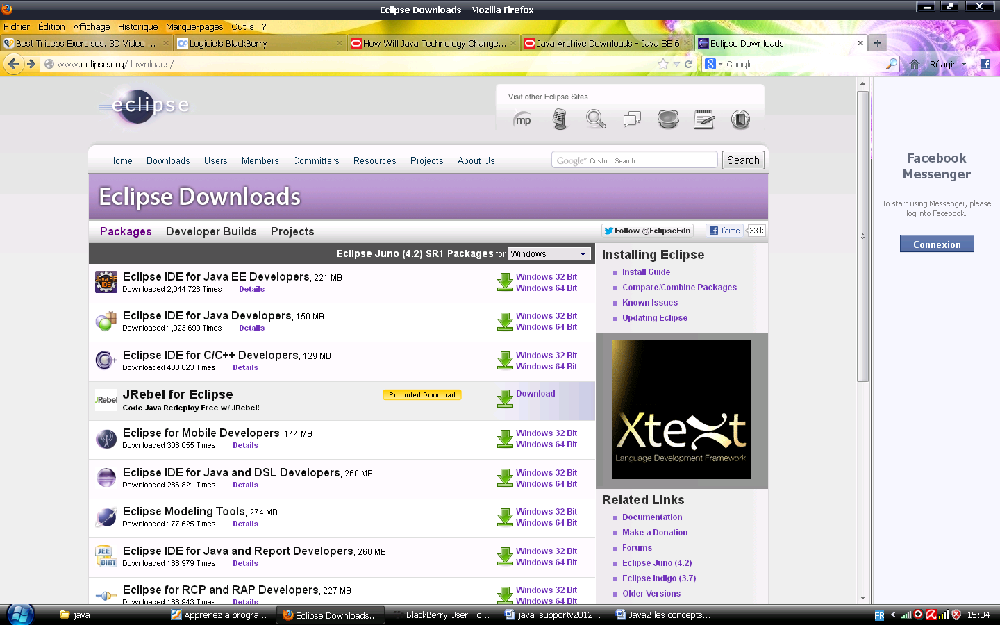 Eclipse Downloads - Mozilla Firefox
Fichier Édition Affichage Historique Marque-pages Outils ?
Best Triceps Exercises. 3D Video ... Logiciels BlackBerry How Will Java Technology Change... Java Archive Downloads - Java SE 6 Eclipse Downloads
www.eclipse.org/downloads/ Google Réagir
eclipse
Visit other Eclipse Sites
mp
Home Downloads Users Members Committers Resources Projects About Us Google™ Custom Search Search
Eclipse Downloads
Packages Developer Builds Projects Follow @EclipseFdn J'aime 33 k
Eclipse Juno (4.2) SR1 Packages for Windows
Eclipse IDE for Java EE Developers, 221 MB Windows 32 Bit
Downloaded 2,044,726 Times Details Windows 64 Bit
Java EE IDE
Eclipse IDE for Java Developers, 150 MB Windows 32 Bit
Downloaded 1,023,690 Times Details Windows 64 Bit
Eclipse IDE for C/C++ Developers, 129 MB Windows 32 Bit
Downloaded 483,023 Times Details Windows 64 Bit
JRebel
JRebel for Eclipse Promoted Download Download
Code Java Redeploy Free w/ JRebel!
Eclipse for Mobile Developers, 144 MB Windows 32 Bit
Downloaded 308,055 Times Details Windows 64 Bit
Eclipse IDE for Java and DSL Developers, 260 MB Windows 32 Bit
Downloaded 286,821 Times Details Windows 64 Bit
Eclipse Modeling Tools, 274 MB Windows 32 Bit
Downloaded 177,625 Times Details Windows 64 Bit
JEE BIRT
Eclipse IDE for Java and Report Developers, 260 MB Windows 32 Bit
Downloaded 168,979 Times Details Windows 64 Bit
Eclipse for RCP and RAP Developers, 227 MB Windows 32 Bit
Downloaded 168,943 Times Details Windows 64 Bit
Installing Eclipse
Install Guide
Compare/Combine Packages
Known Issues
Updating Eclipse
Xtext
Language Development Framework
Related Links
Documentation
Make a Donation
Forums
Eclipse Juno (4.2)
Eclipse Indigo (3.7)
Older Versions
Facebook
Messenger
To start using Messenger, please
log into Facebook.
Connexion
java Apprenez a progra... Eclipse Downloads... BlackBerry User To... java_supportv2012... Java2 les concepts... FR 15:34